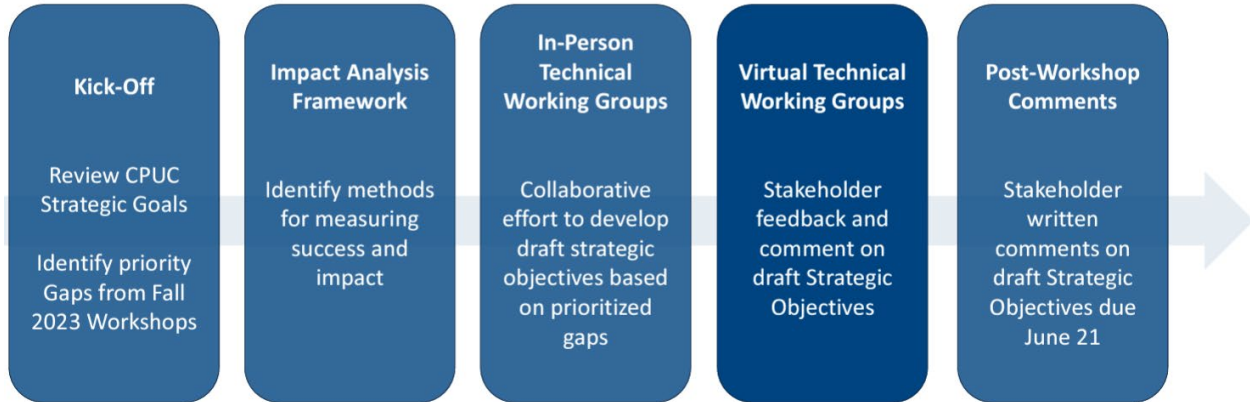 Kick-Off
Review CPUC
Strategic Goals
Identify priority
Gaps from Fall
2023 Workshops
Impact Analysis
Framework
Identify methods
for measuring
success and
impact
In-Person
Technical
Working Groups
Collaborative
effort to develop
draft strategic
objectives based
on prioritized
gaps
Virtual Technical
Working Groups
Stakeholder
feedback and
comment on
draft Strategic
Objectives
Post-Workshop
Comments
Stakeholder
written
comments on
draft Strategic
Objectives due
June 21